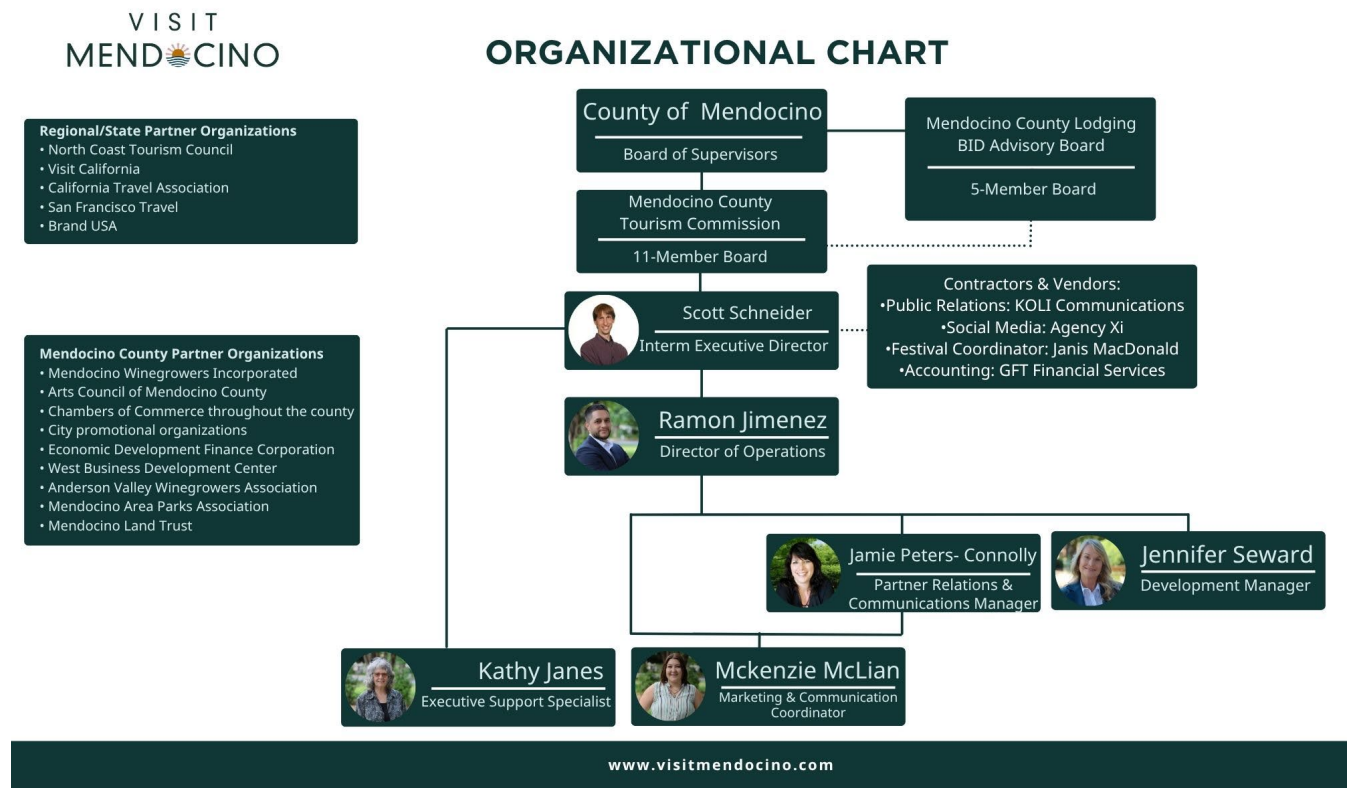 VISIT
MENDOCINO
ORGANIZATIONAL CHART
County of Mendocino
Board of Supervisors
Mendocino County Lodging
BID Advisory Board
5-Member Board
Regional/State Partner Organizations
• North Coast Tourism Council
• Visit California
• California Travel Association
• San Francisco Travel
• Brand USA
Mendocino County
Tourism Commission
11-Member Board
Contractors & Vendors:
•Public Relations: KOLI Communications
•Social Media: Agency Xi
•Festival Coordinator: Janis MacDonald
•Accounting: GFT Financial Services
Scott Schneider
Interm Executive Director
Mendocino County Partner Organizations
• Mendocino Winegrowers Incorporated
• Arts Council of Mendocino County
• Chambers of Commerce throughout the county
• City promotional organizations
• Economic Development Finance Corporation
• West Business Development Center
• Anderson Valley Winegrowers Association
• Mendocino Area Parks Association
• Mendocino Land Trust
Ramon Jimenez
Director of Operations
Jamie Peters- Connolly
Partner Relations &
Communications Manager
Jennifer Seward
Development Manager
Kathy Janes
Executive Support Specialist
Mckenzie McLian
Marketing & Communication
Coordinator
www.visitmendocino.com